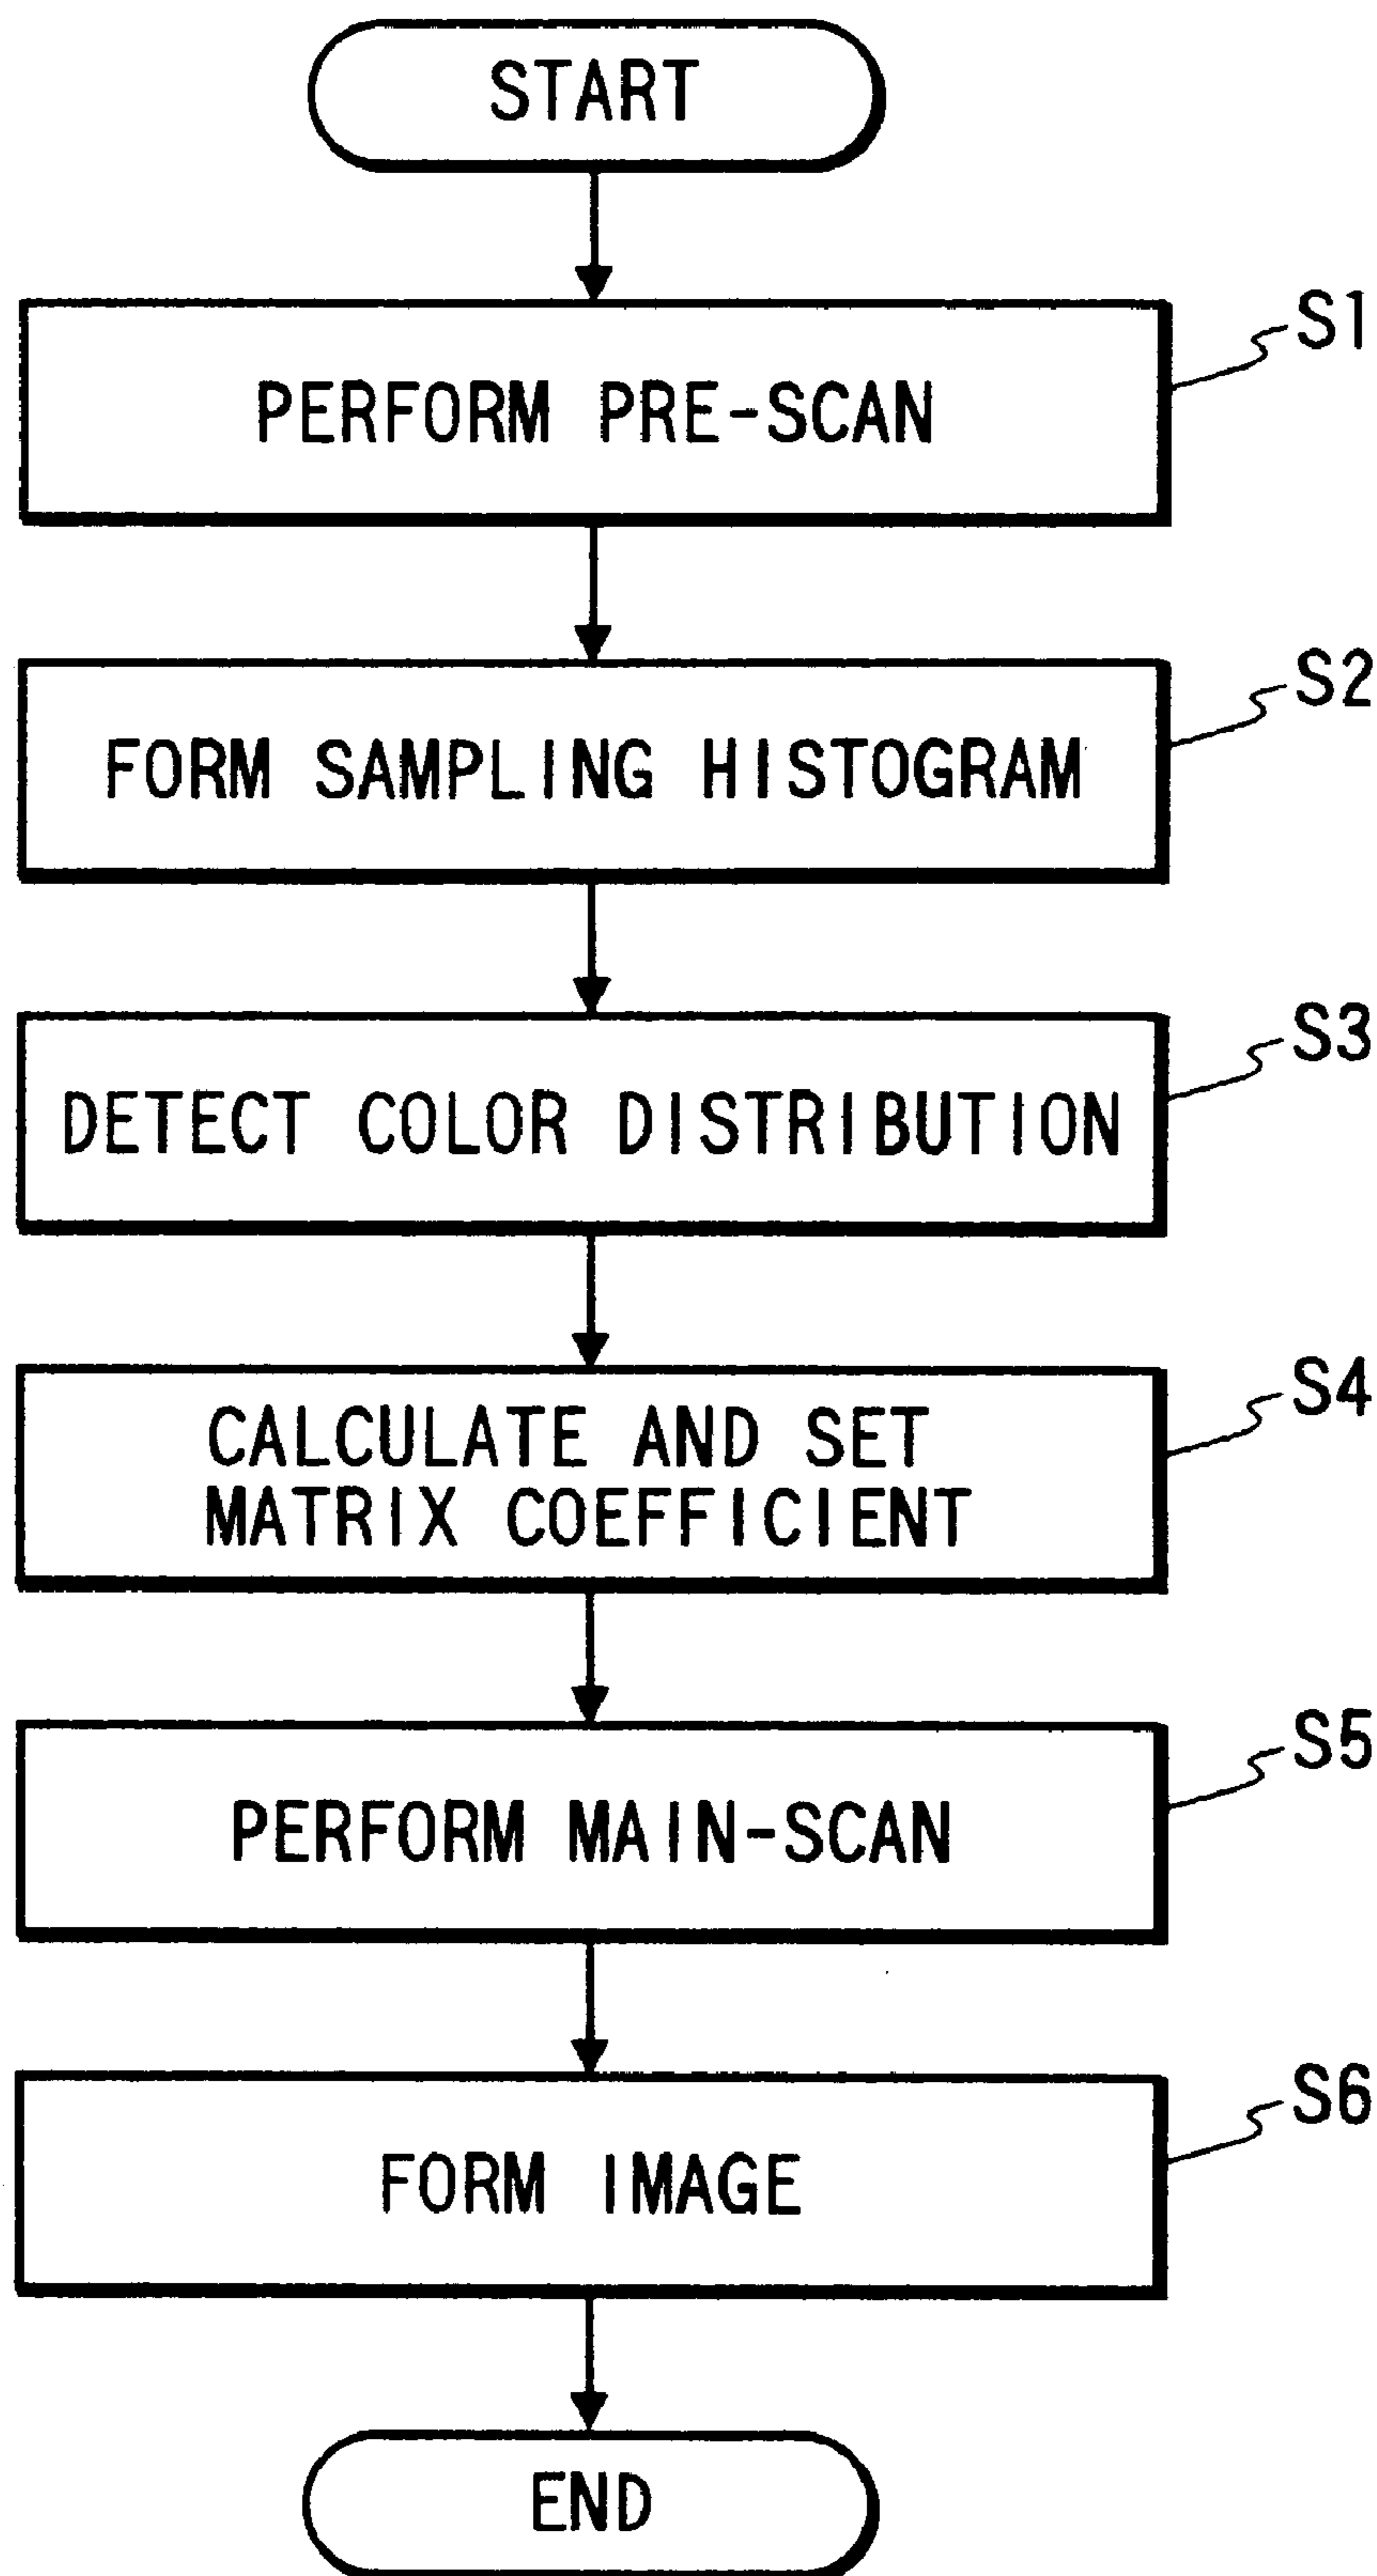 START
S1
PERFORM PRE-SCAN
S2
FORM SAMPLING HISTOGRAM
S3
DETECT COLOR DISTRIBUTION
S4
CALCULATE AND SET
MATRIX COEFFICIENT
S5
PERFORM MAIN-SCAN
S6
FORM IMAGE
END